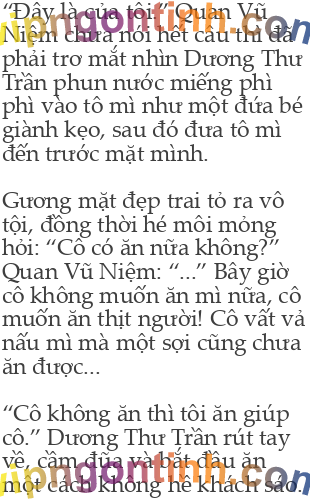 “Đây là của tôi!” Quan Vũ
Niệm chưa nói hết câu thì đã
phải trơ mắt nhìn Dương Thư
Trần phun nước miếng phì
phì vào tô mì như một đứa bé
giành kẹo, sau đó đưa tô mì
đến trước mặt mình.
Gương mặt đẹp trai tỏ ra vô
tội, đồng thời hé môi mỏng
hỏi: “Cô có ăn nữa không?”
Quan Vũ Niệm: “...” Bây giờ
cô không muốn ăn mì nữa, cô
muốn ăn thịt người! Cô vất vả
nấu mì mà một sợi cũng chưa
ăn được...
“Cô không ăn thì tôi ăn giúp
cô.” Dương Thư Trần rút tay
về, cầm đũa và bắt đầu ăn
một cách không hề khách sáo.